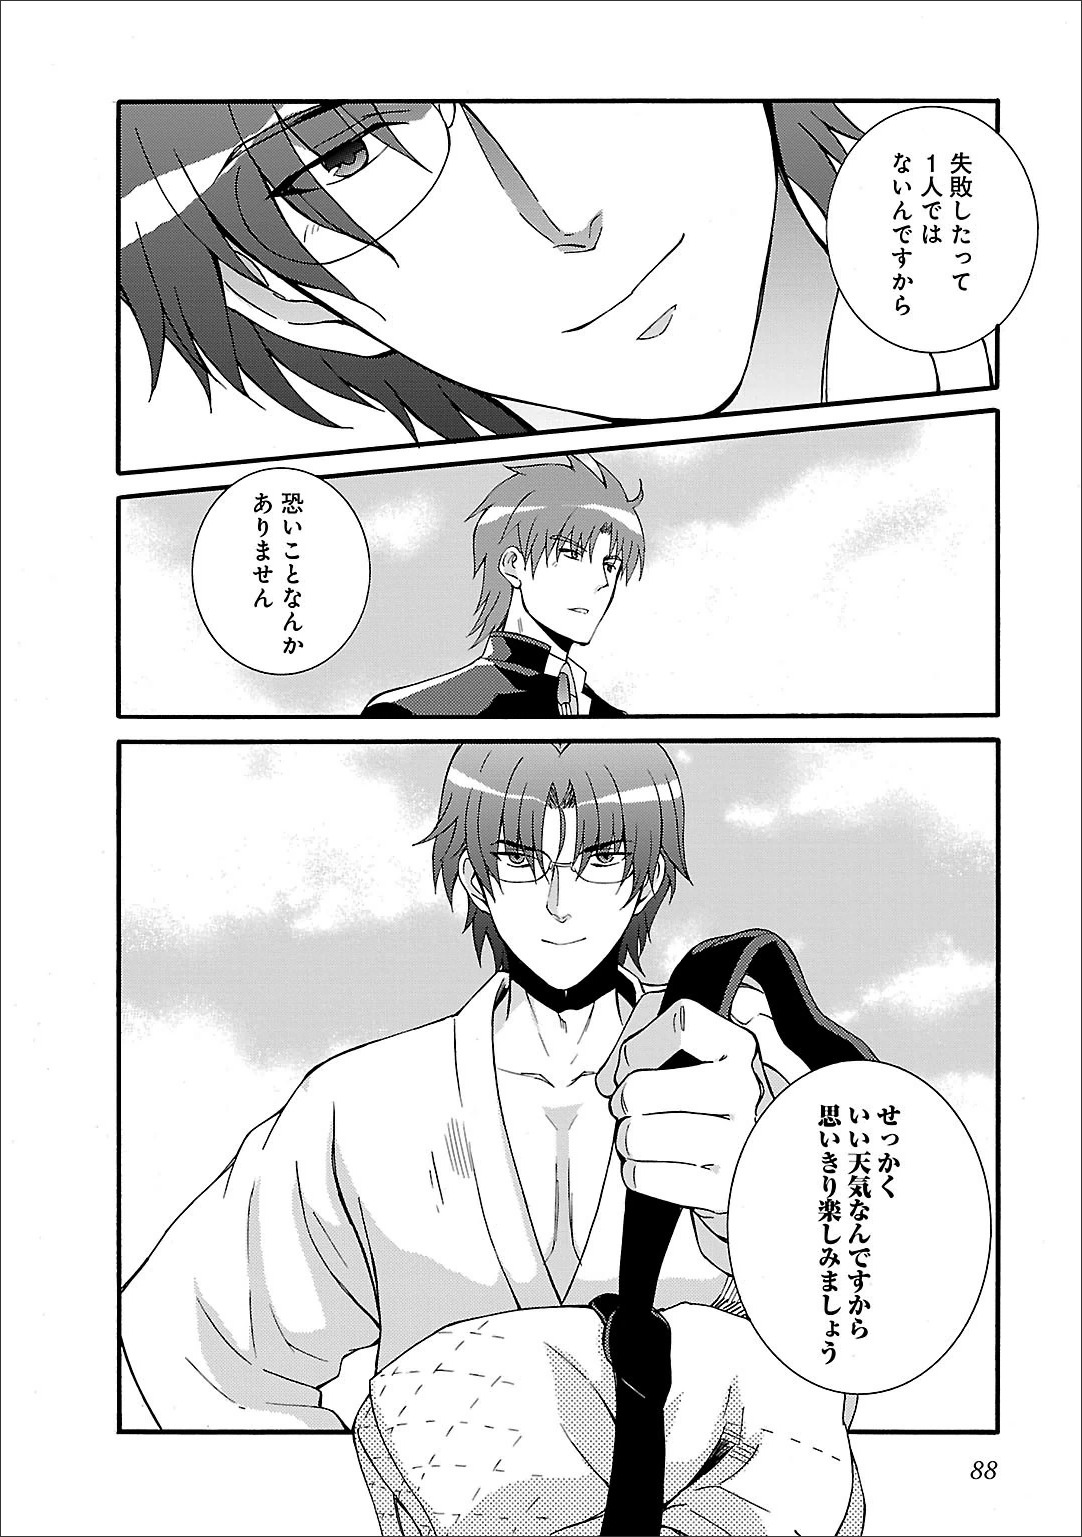 失敗したって
1人では
ないんですから
恐いことなんか
ありません
せっかく
いい天気なんですから
思いきり楽しみましょう
88